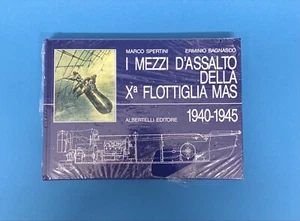 MARCO SPERTINI ERMINIO BAGNASCO
I MEZZI D'ASSALTO
DELLA
Xª FLOTTIGLIA MAS
ALBERTELLI EDITORE 1940-1945